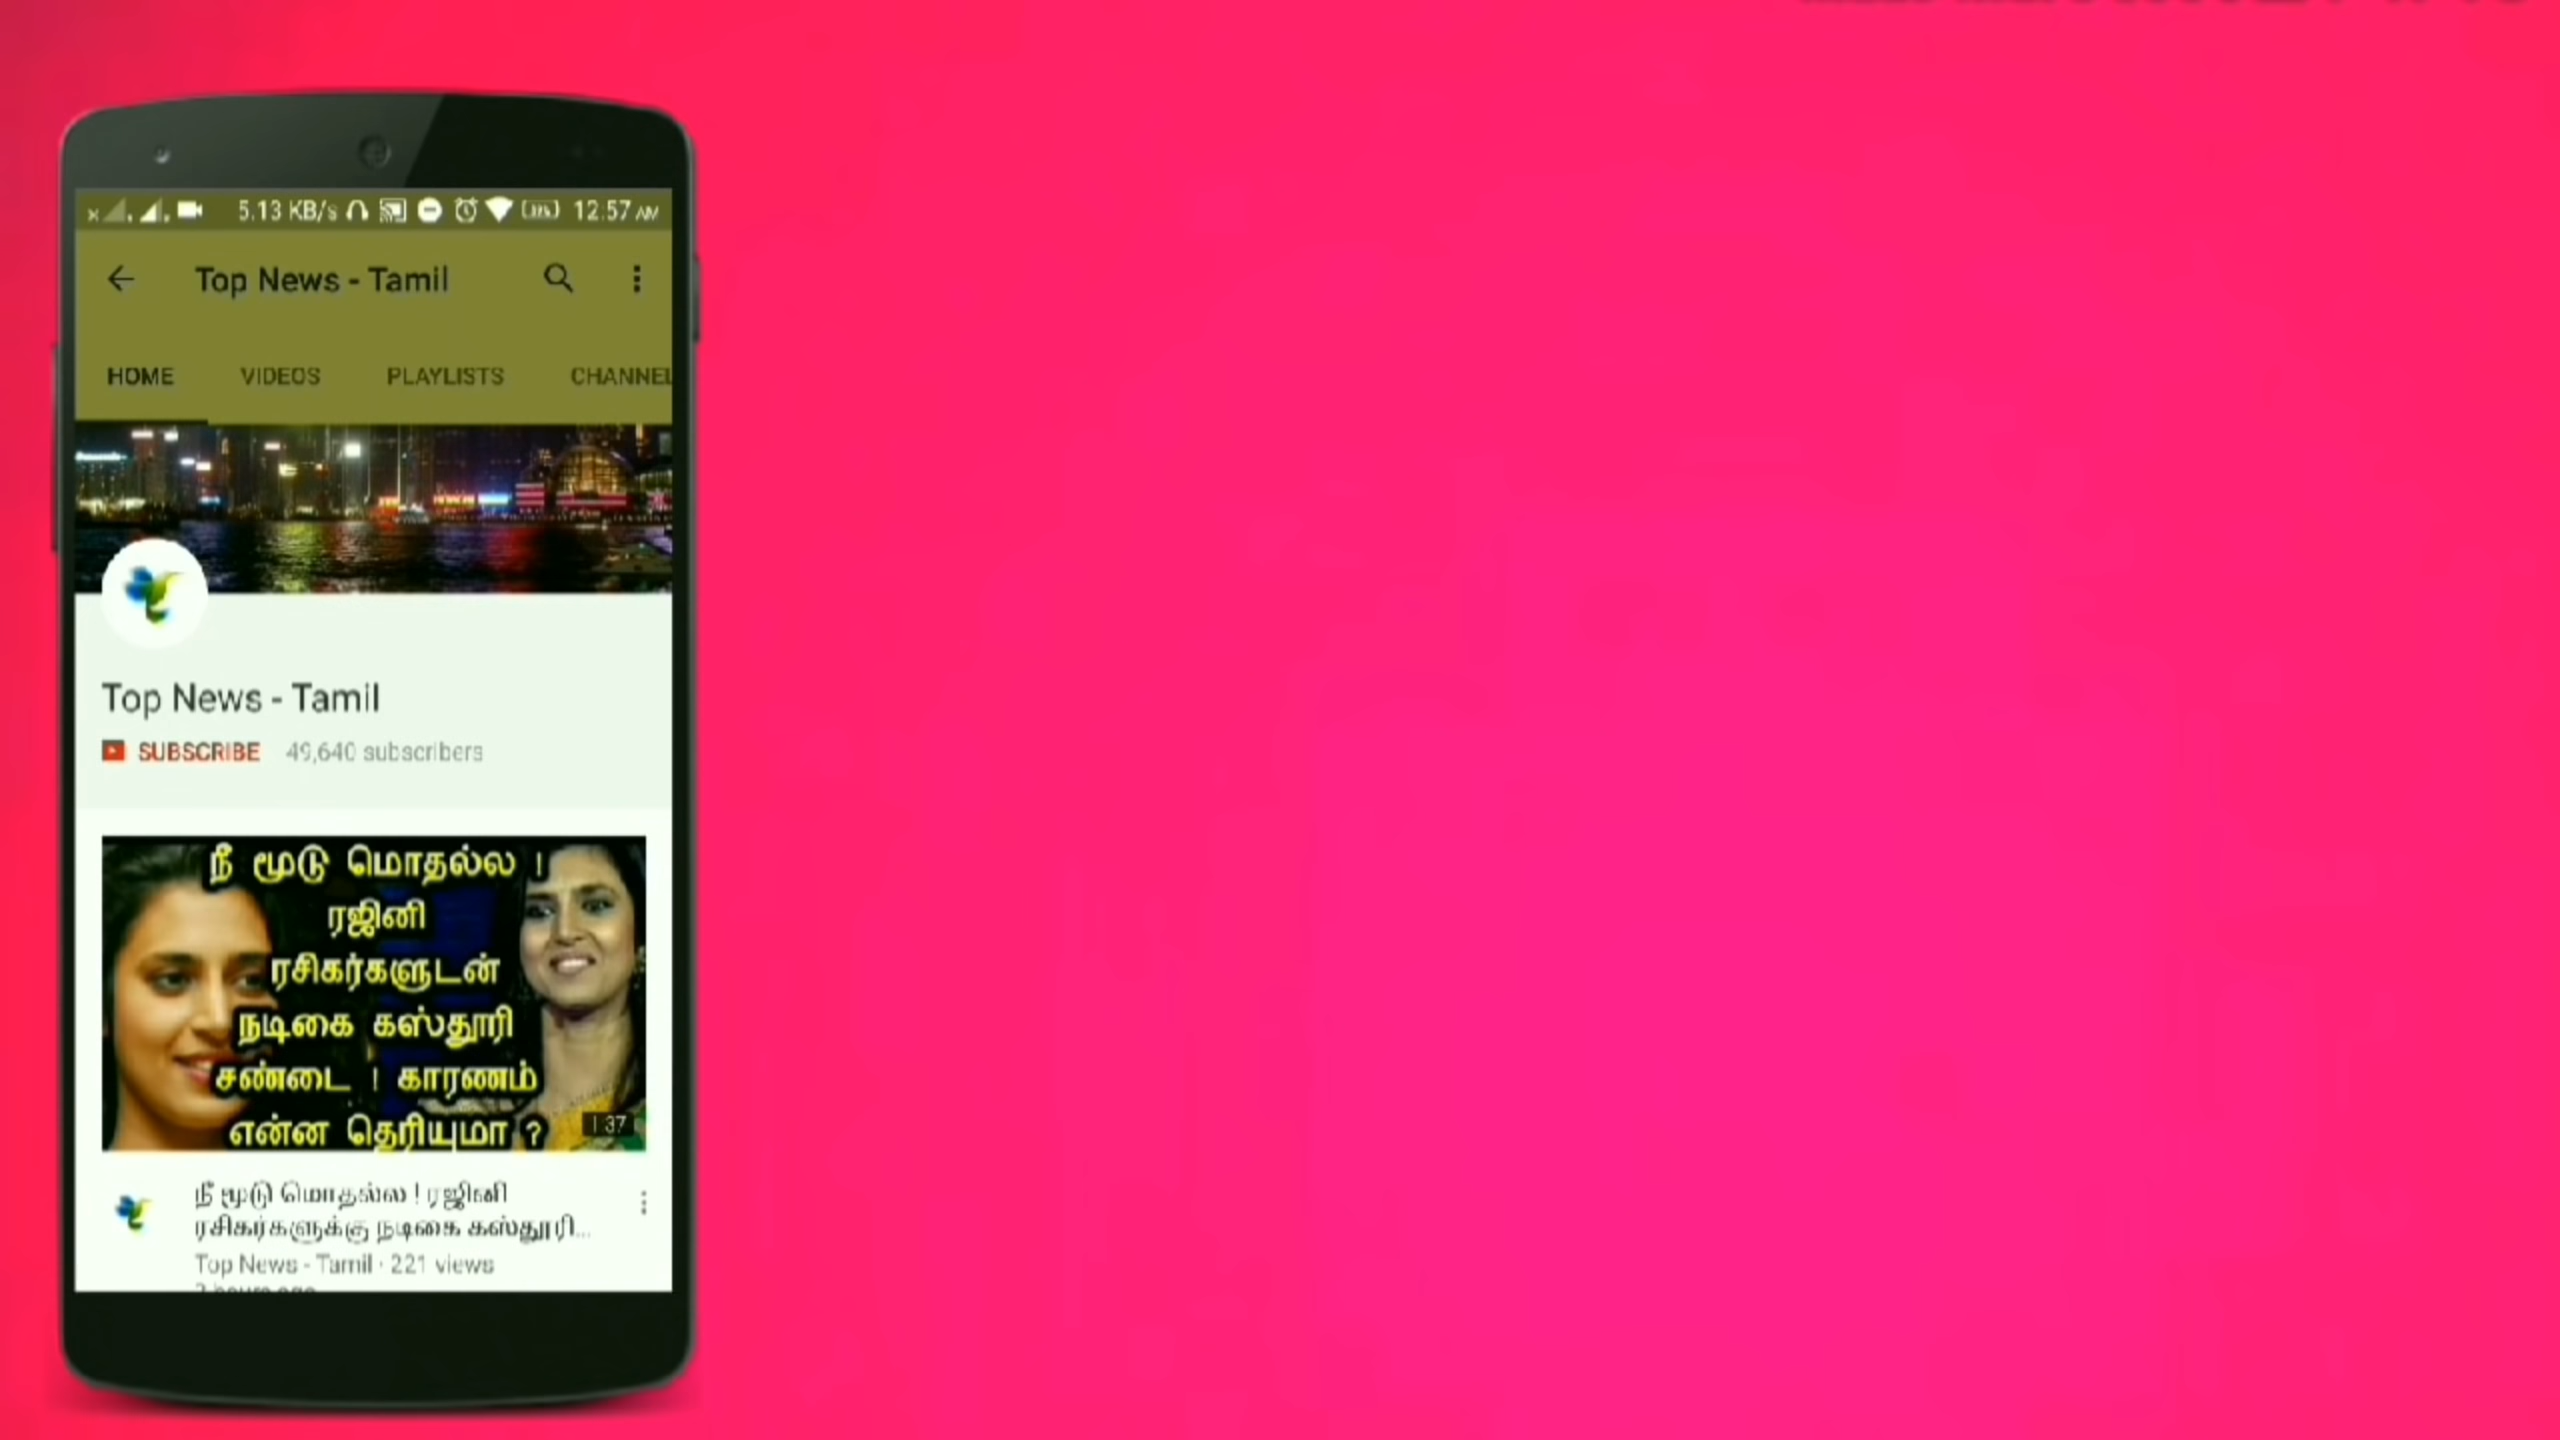 5.13 KB/s 12.57 AM
Top News - Tamil
HOME VIDEOS PLAYLISTS CHANNEL
Top News - Tamil
SUBSCRIBE 49,640 subscribers
நீ மூடு மொதல்ல !
ரஜினி
ரசிகர்களுடன்
நடிகை கஸ்தூரி
சண்டை ! காரணம்
என்ன தெரியுமா ?
1:37
நீ மூடு மொதல்ல ! ரஜினி
ரசிகர்களுக்கு நடிகை கஸ்தூரி...
Top News - Tamil · 221 views
hours ago